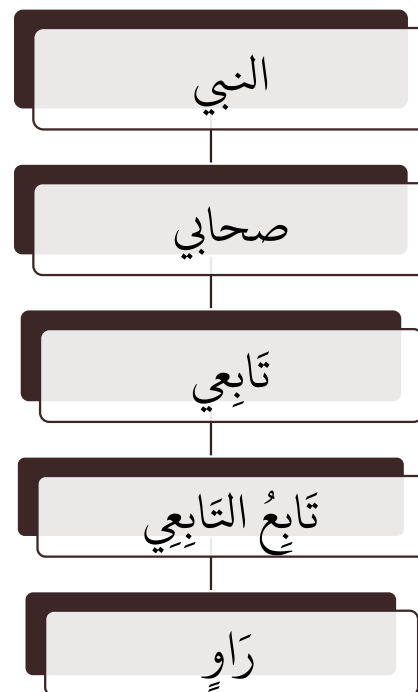 النبي
صحابي
تَابِعي
تَابِعُ التَابِعِي
رَاوٍ